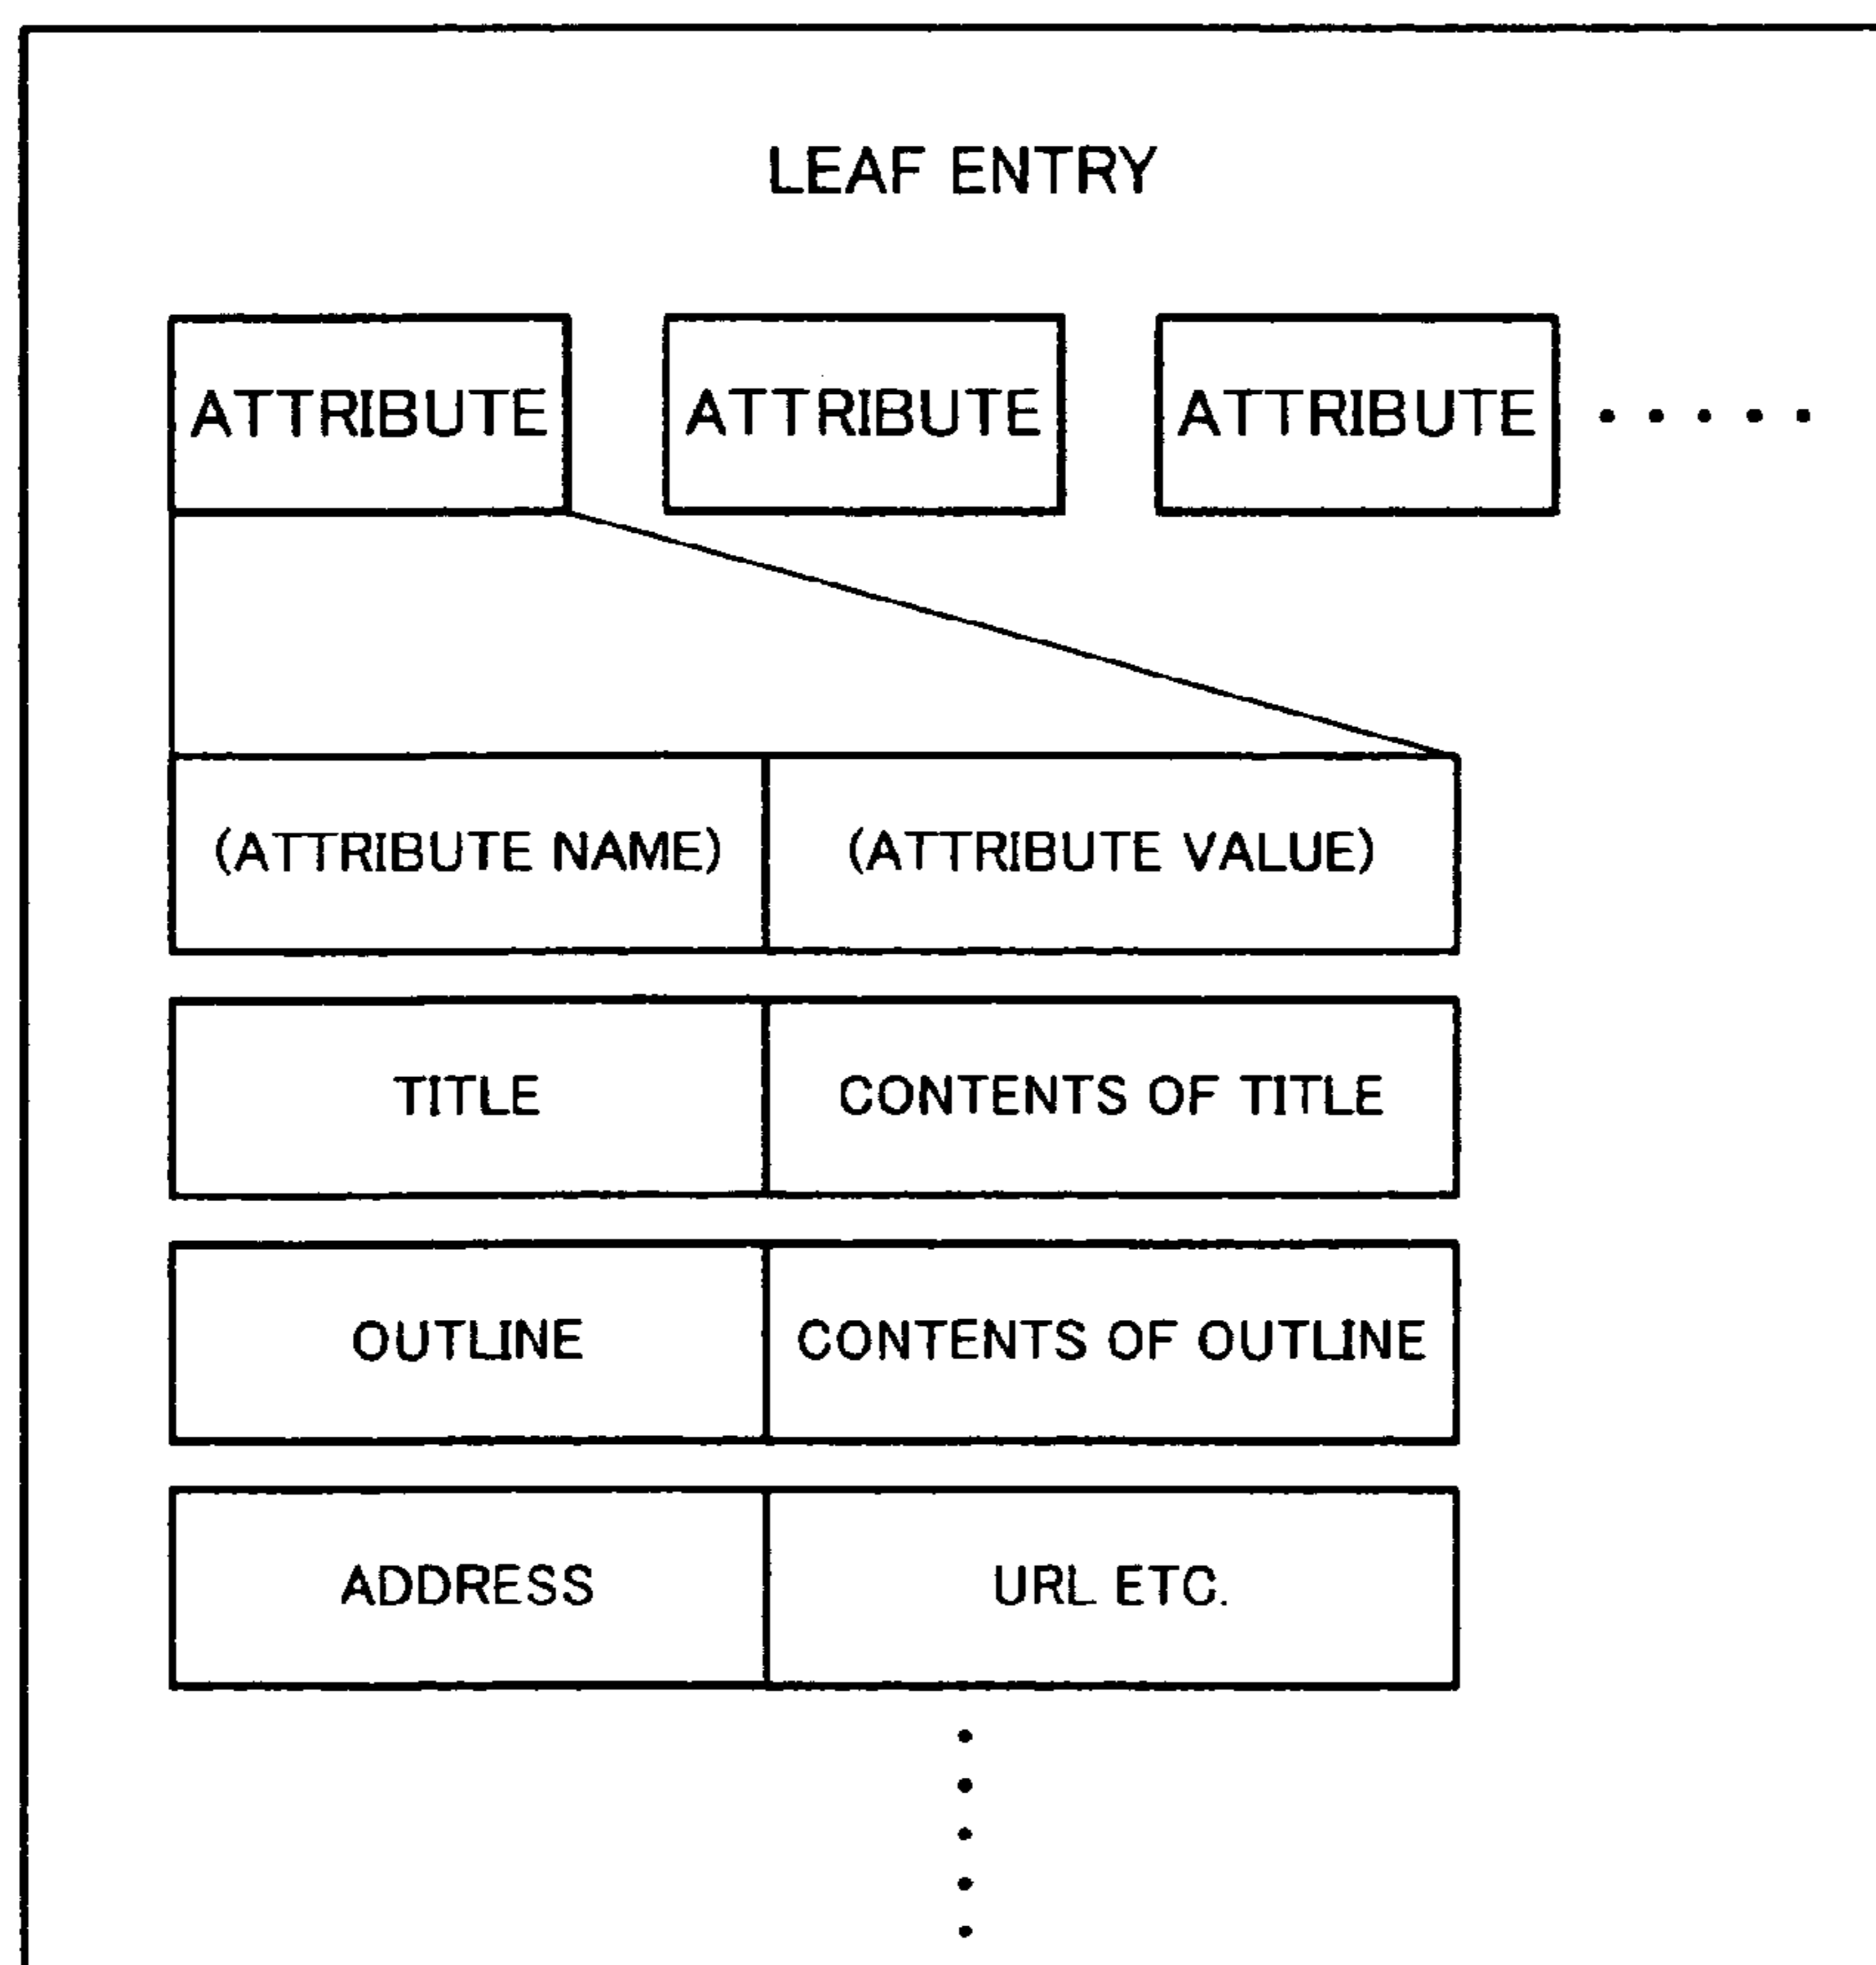 LEAF ENTRY
ATTRIBUTE ATTRIBUTE ATTRIBUTE .....
(ATTRIBUTE NAME) (ATTRIBUTE VALUE)
TITLE CONTENTS OF TITLE
OUTLINE CONTENTS OF OUTLINE
ADDRESS URL ETC.